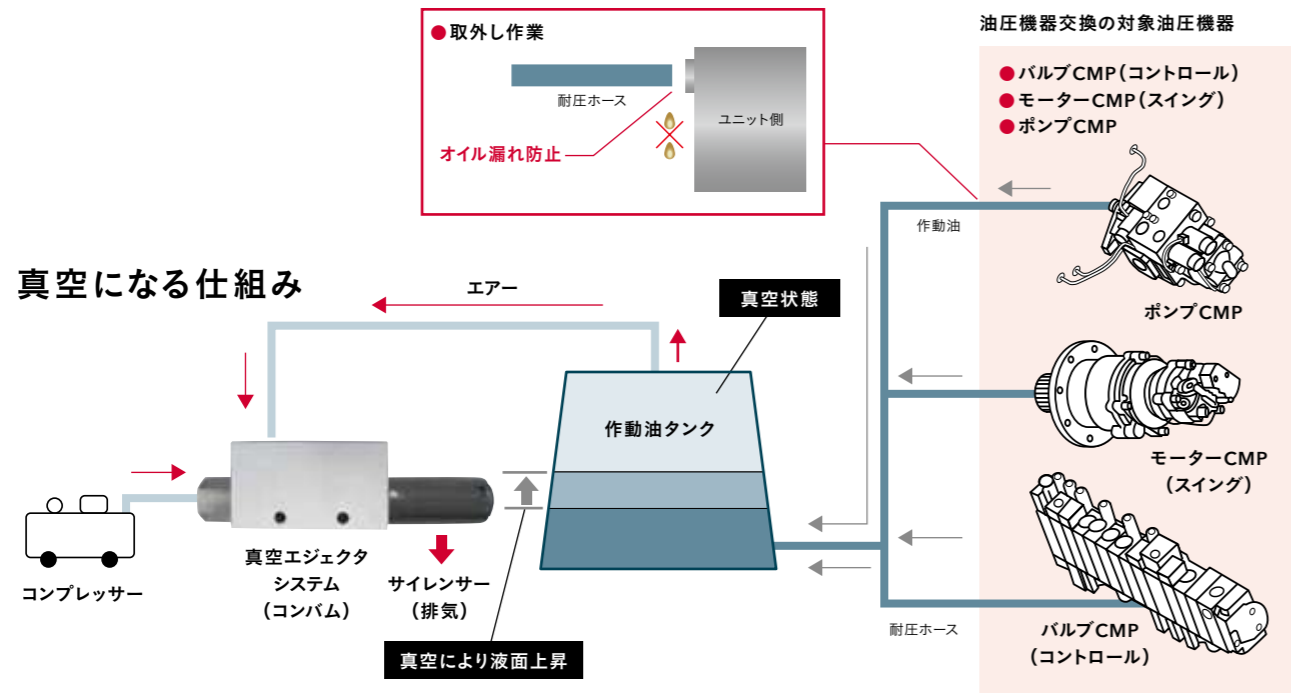 油圧機器交換の対象油圧機器
●取外し作業
耐圧ホース
ユニット側
オイル漏れ防止
●バルブCMP（コントロール）
●モーターCMP（スイング）
●ポンプCMP
作動油
ポンプCMP
真空になる仕組み
エアー
真空状態
作動油タンク
モーターCMP
（スイング）
コンプレッサー
真空エジェクタ
システム
（コンバム）
サイレンサー
（排気）
真空により液面上昇
耐圧ホース
バルブCMP
（コントロール）